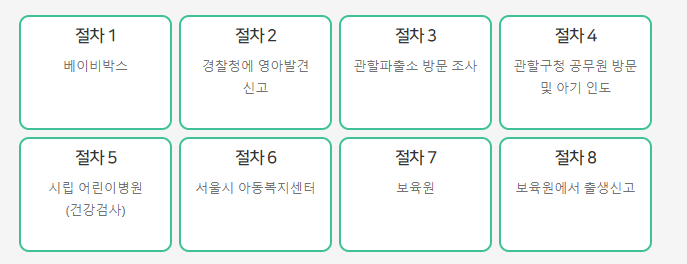 절차 1
베이비박스
절차 2
경찰청에 영아발견
신고
절차 3
관할파출소 방문 조사
절차 4
관할구청 공무원 방문
및 아기 인도
절차 5
시립 어린이병원
(건강검사)
절차 6
서울시 아동복지센터
절차 7
보육원
절차 8
보육원에서 출생신고